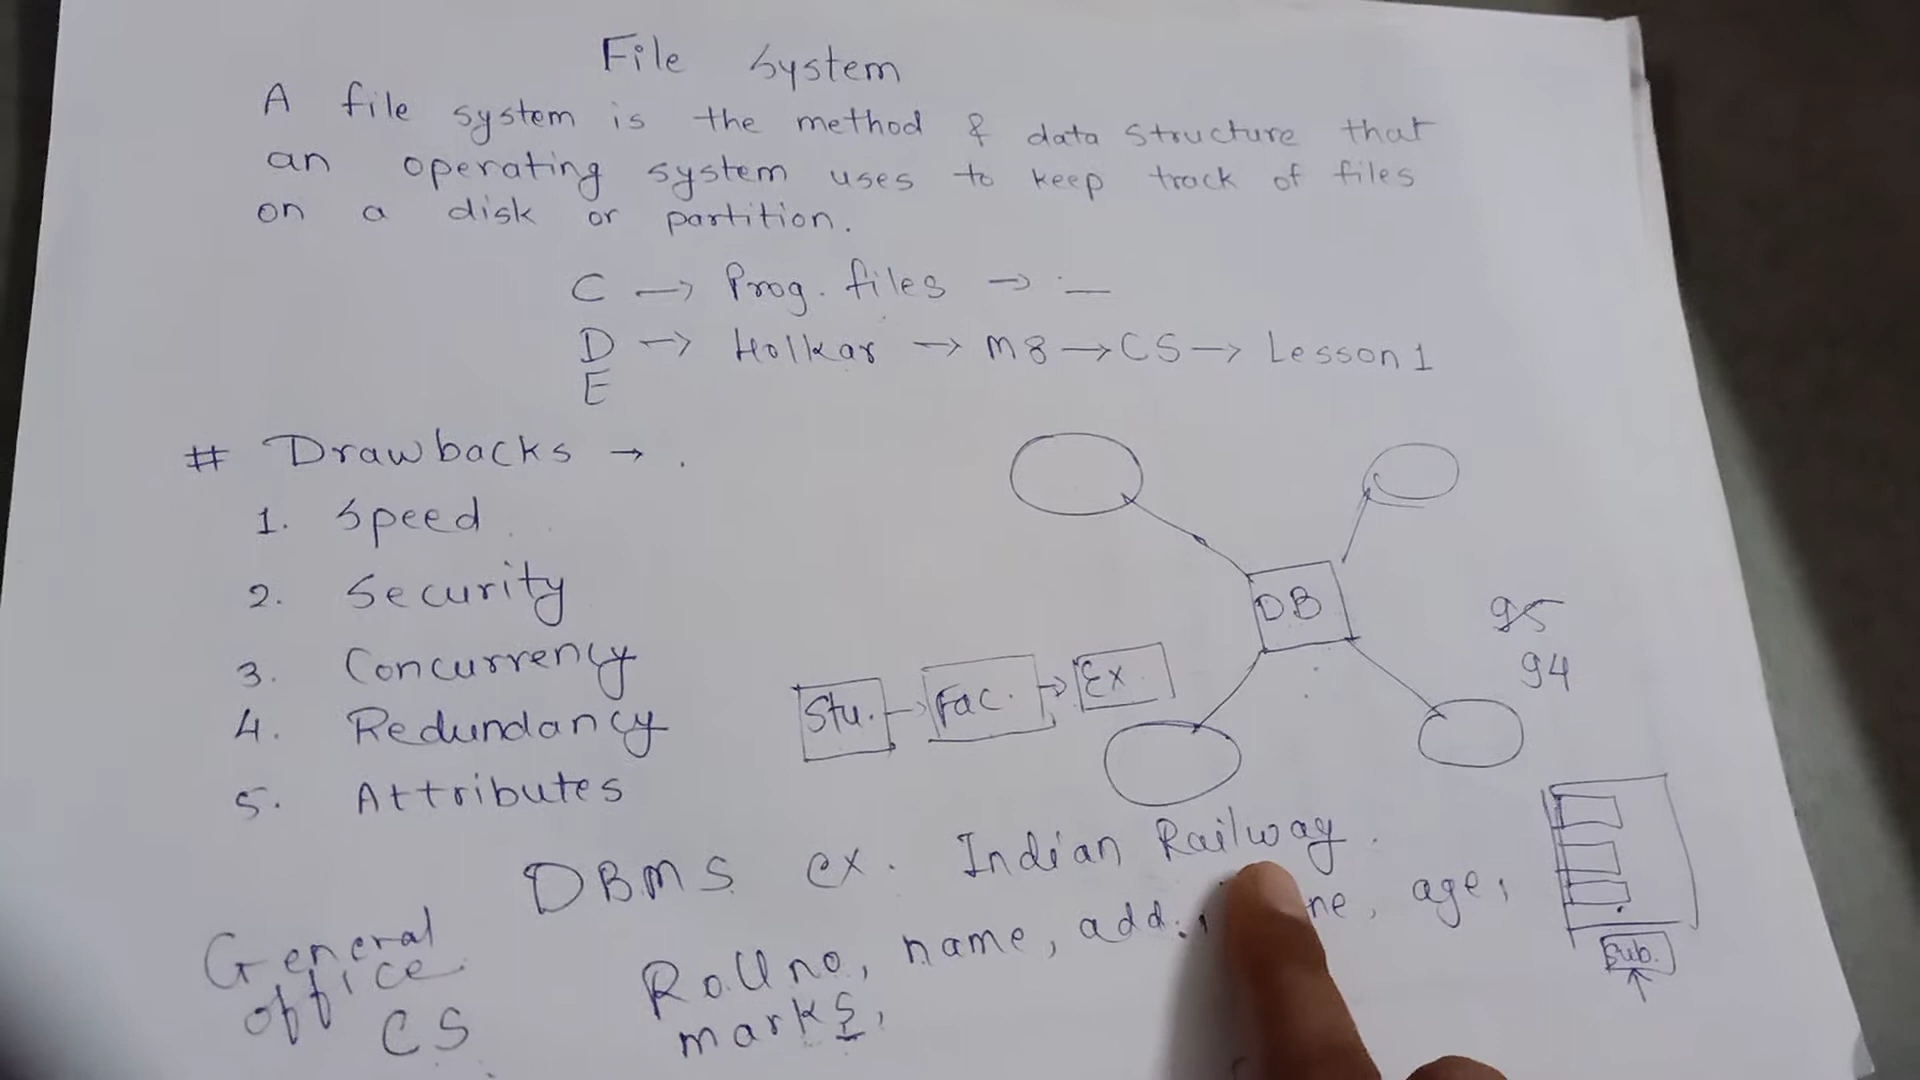 File System
A file system is the method & data structure that
an operating system uses to keep track of files
on a disk or partition.
C → Prog. files → —
D → Holkar → M8 → CS → Lesson 1
E
# Drawbacks → .
1. Speed
2. Security
3. Concurrency
4. Redundancy
5. Attributes
DB
95
94
Stu. → Fac. → Ex.
DBMS ex. Indian Railway.
Roll no, name, add., ne, age,
marks,
General
office
CS
Sub.